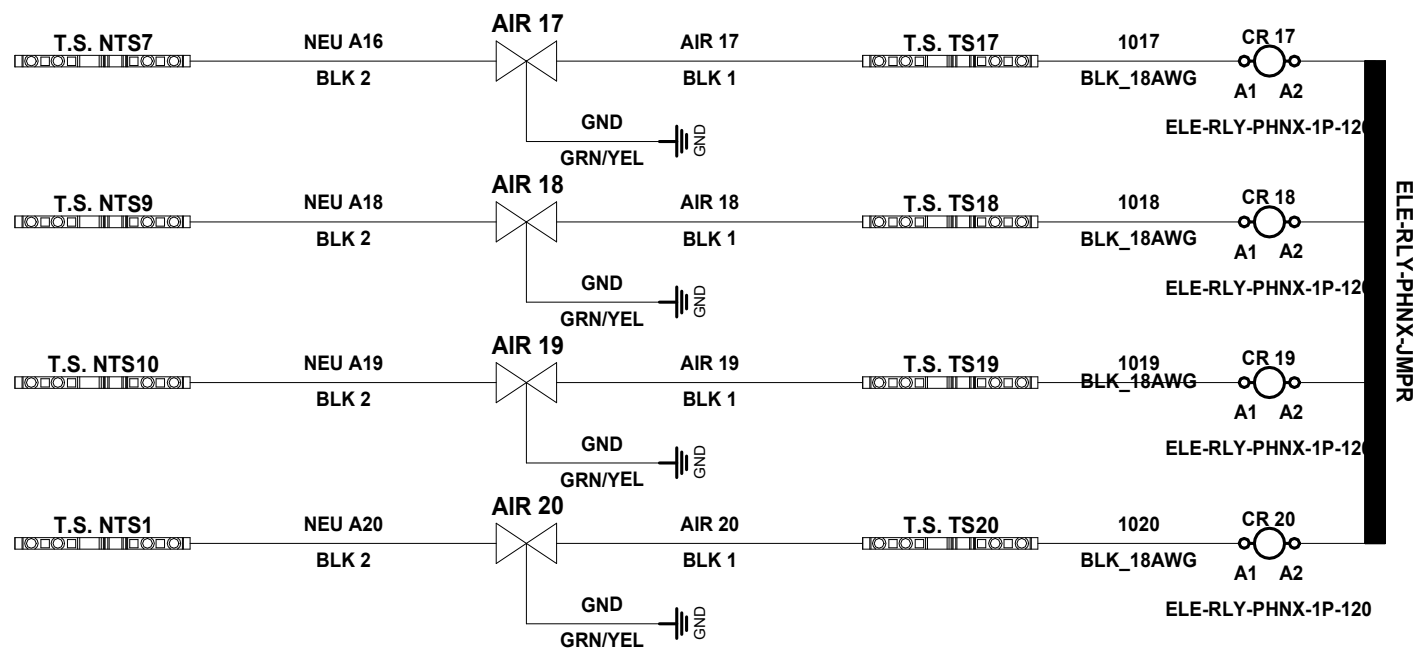 AIR 17
T.S. NTS7 NEU A16 AIR 17 T.S. TS17 1017 CR 17
BLK 2 BLK 1 BLK_18AWG A1 A2
GND GND ELE-RLY-PHNX-1P-120
GRN/YEL
AIR 18
T.S. NTS9 NEU A18 AIR 18 T.S. TS18 1018 CR 18
BLK 2 BLK 1 BLK_18AWG A1 A2
GND GND ELE-RLY-PHNX-1P-120
GRN/YEL
AIR 19
T.S. NTS10 NEU A19 AIR 19 T.S. TS19 1019 CR 19
BLK 2 BLK 1 BLK_18AWG A1 A2
GND GND ELE-RLY-PHNX-1P-120
GRN/YEL
AIR 20
T.S. NTS1 NEU A20 AIR 20 T.S. TS20 1020 CR 20
BLK 2 BLK 1 BLK_18AWG A1 A2
GND GND ELE-RLY-PHNX-1P-120
GRN/YEL
ELE-RLY-PHNX-JMPR